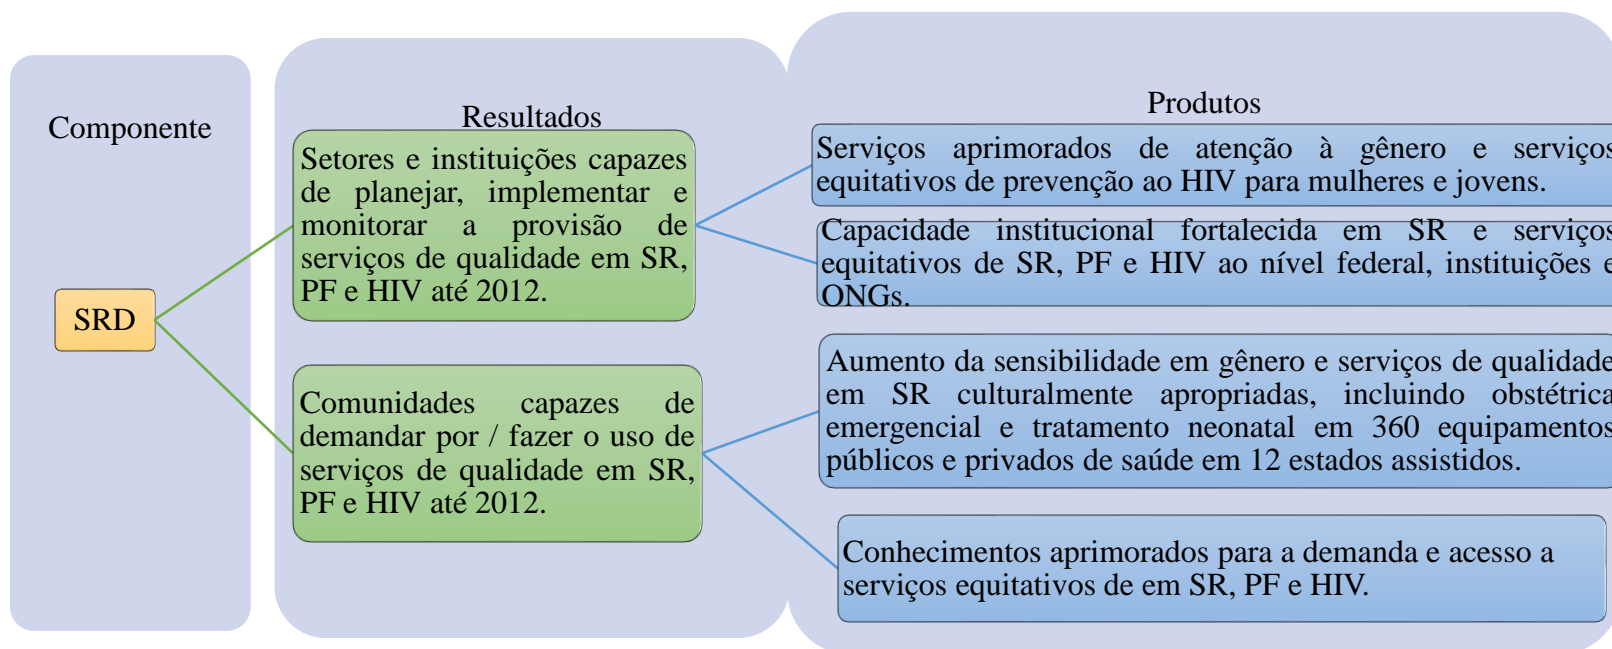 Componente
SRD
Resultados
Setores e instituições capazes
de planejar, implementar e
monitorar a provisão de
serviços de qualidade em SR,
PF e HIV até 2012.
Comunidades capazes de
demandar por / fazer o uso de
serviços de qualidade em SR,
PF e HIV até 2012.
Produtos
Serviços aprimorados de atenção à gênero e serviços
equitativos de prevenção ao HIV para mulheres e jovens.
Capacidade institucional fortalecida em SR e serviços
equitativos de SR, PF e HIV ao nível federal, instituições e
ONGs.
Aumento da sensibilidade em gênero e serviços de qualidade
em SR culturalmente apropriadas, incluindo obstétrica
emergencial e tratamento neonatal em 360 equipamentos
públicos e privados de saúde em 12 estados assistidos.
Conhecimentos aprimorados para a demanda e acesso a
serviços equitativos de em SR, PF e HIV.